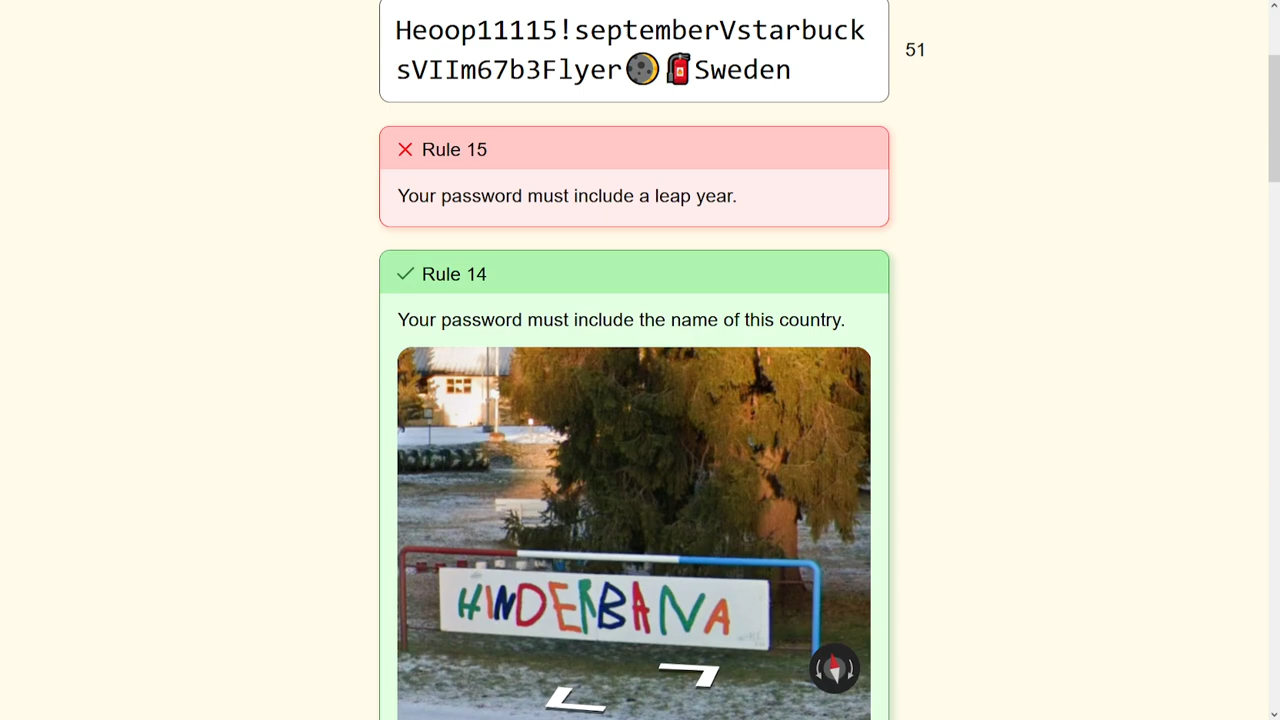 Heoop11115!septemberVstarbuck
sVIIm67b3Flyer🌖🧯Sweden
51
Rule 15
Your password must include a leap year.
Rule 14
Your password must include the name of this country.
HINDERBANA